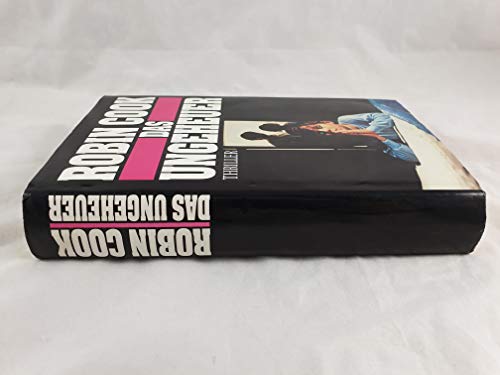 ROBIN COOK
DAS
UNGEHEUER
THRILLER
ROBIN COOK
DAS UNGEHEUER